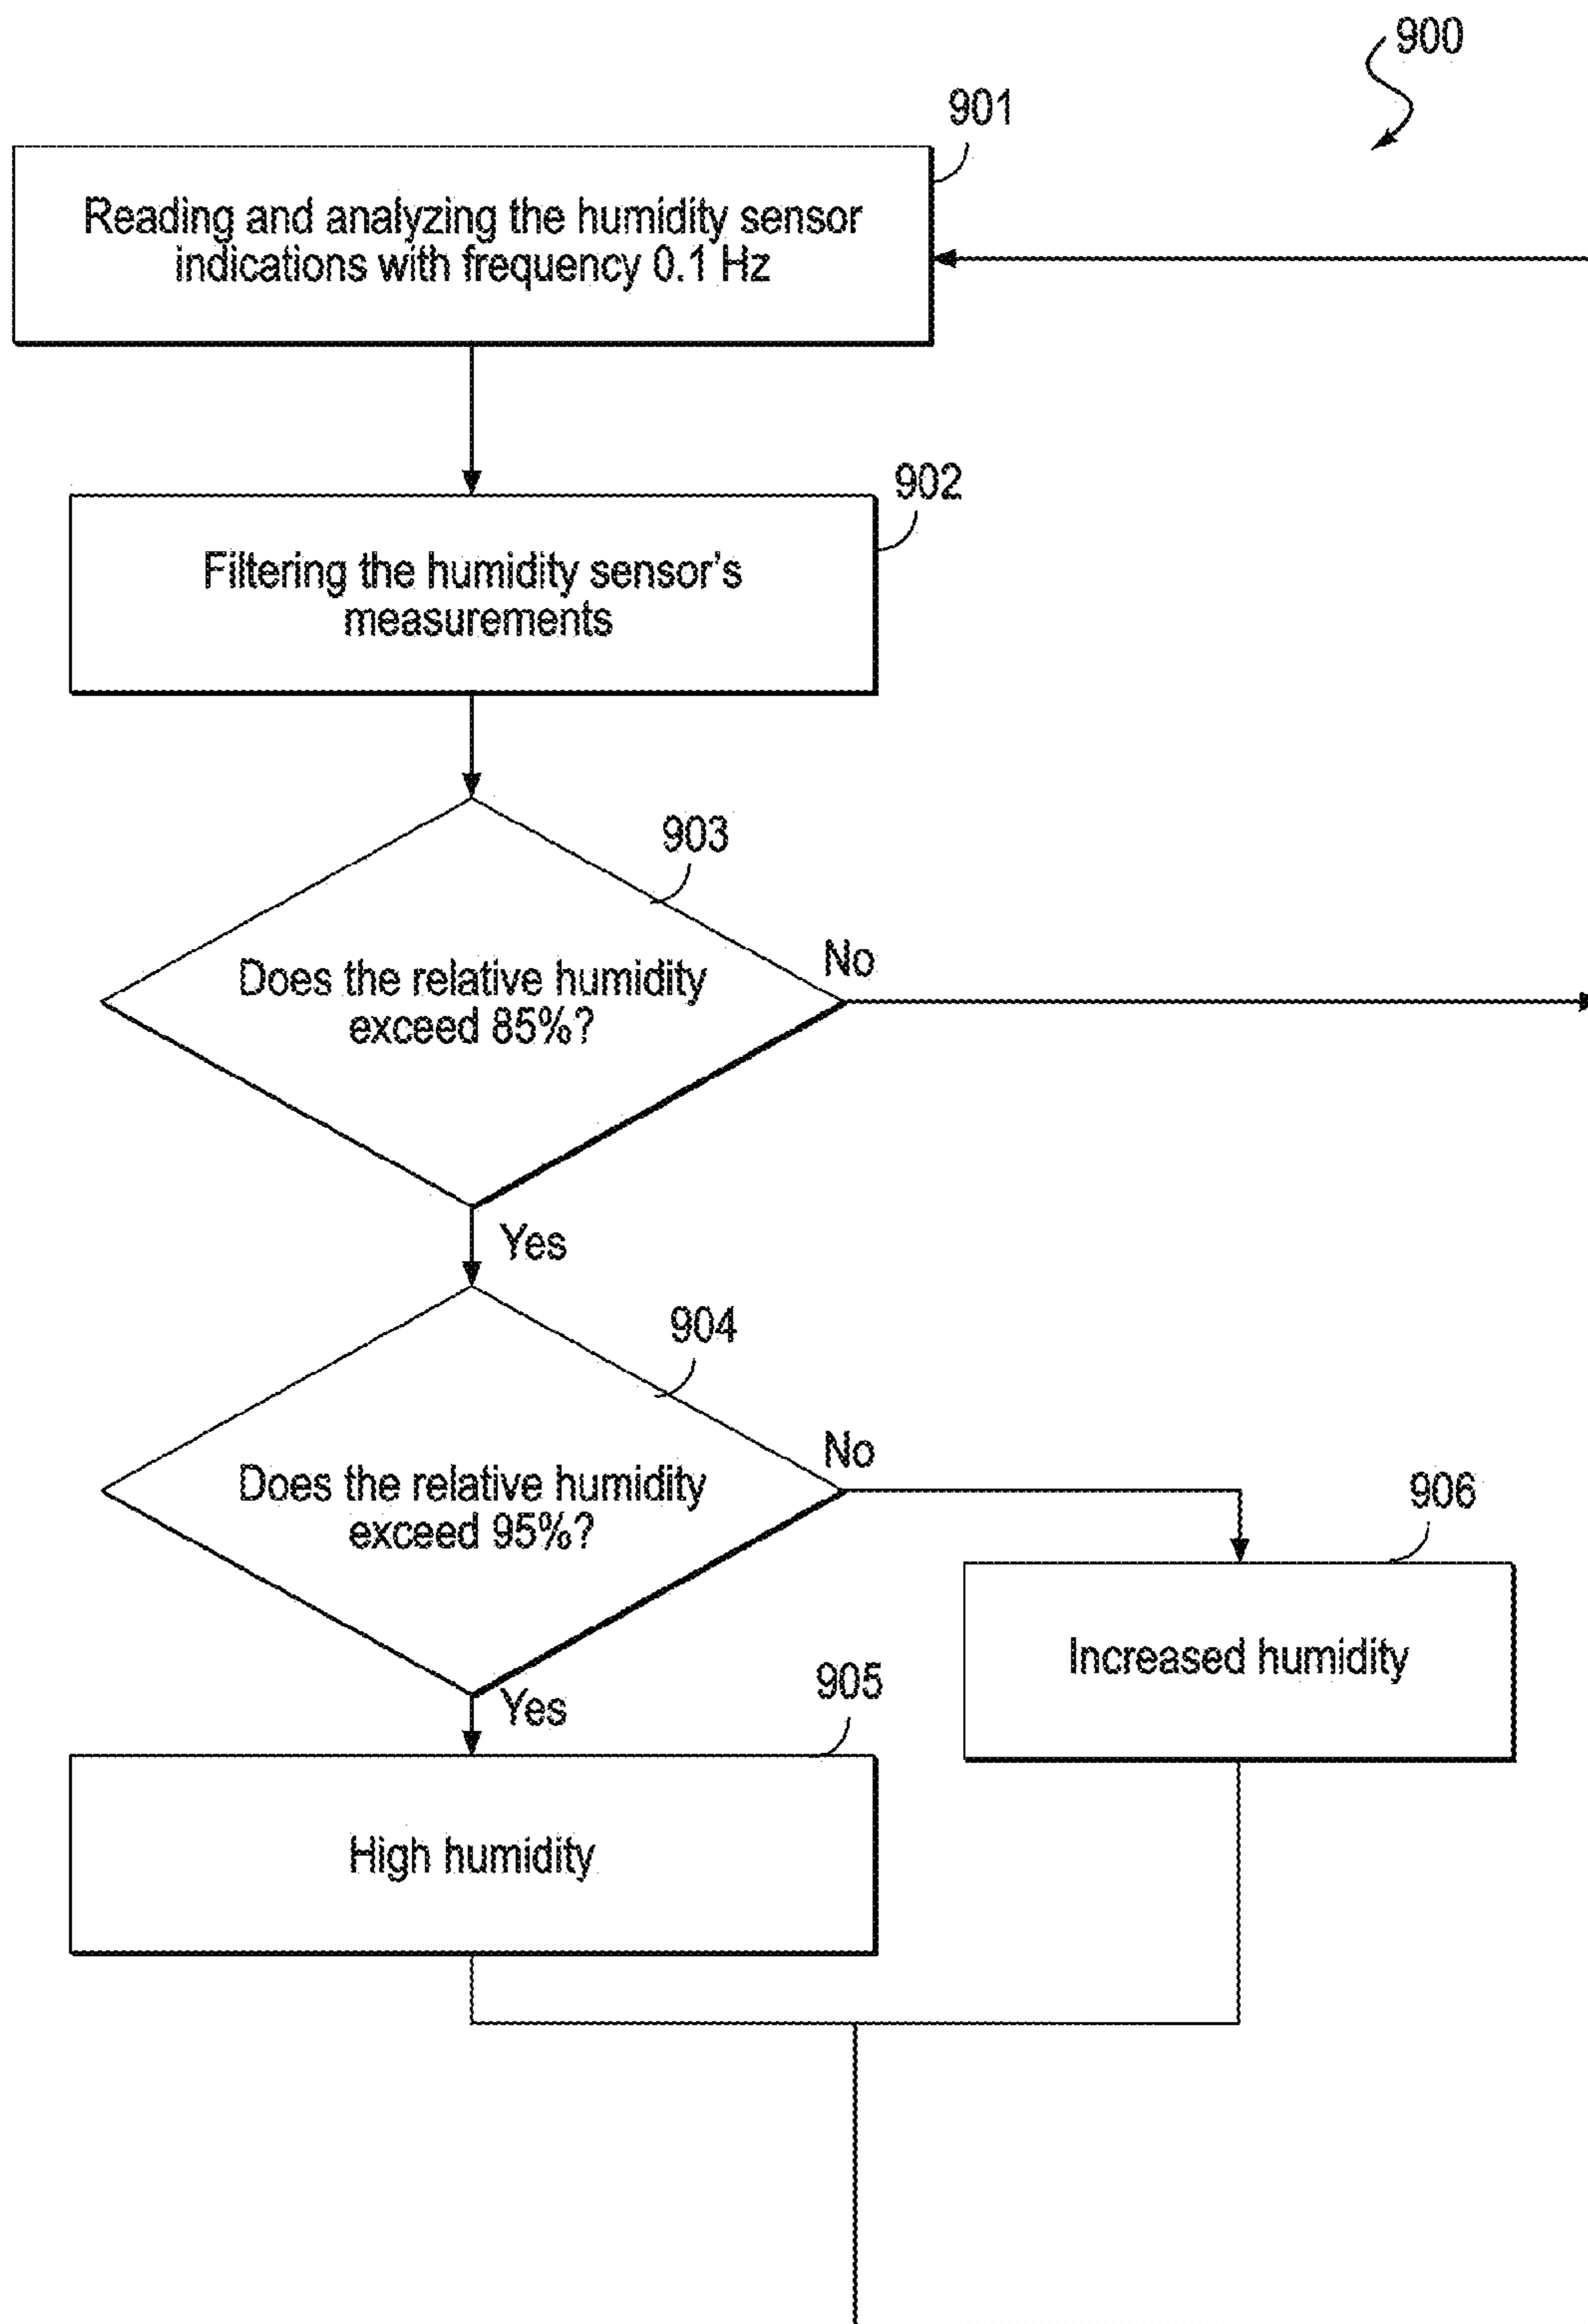 900
901
Reading and analyzing the humidity sensor
indications with frequency 0.1 Hz
902
Filtering the humidity sensor's
measurements
903
No
Does the relative humidity
exceed 85%?
Yes
904
No
Does the relative humidity
exceed 95%?
906
Increased humidity
Yes
905
High humidity